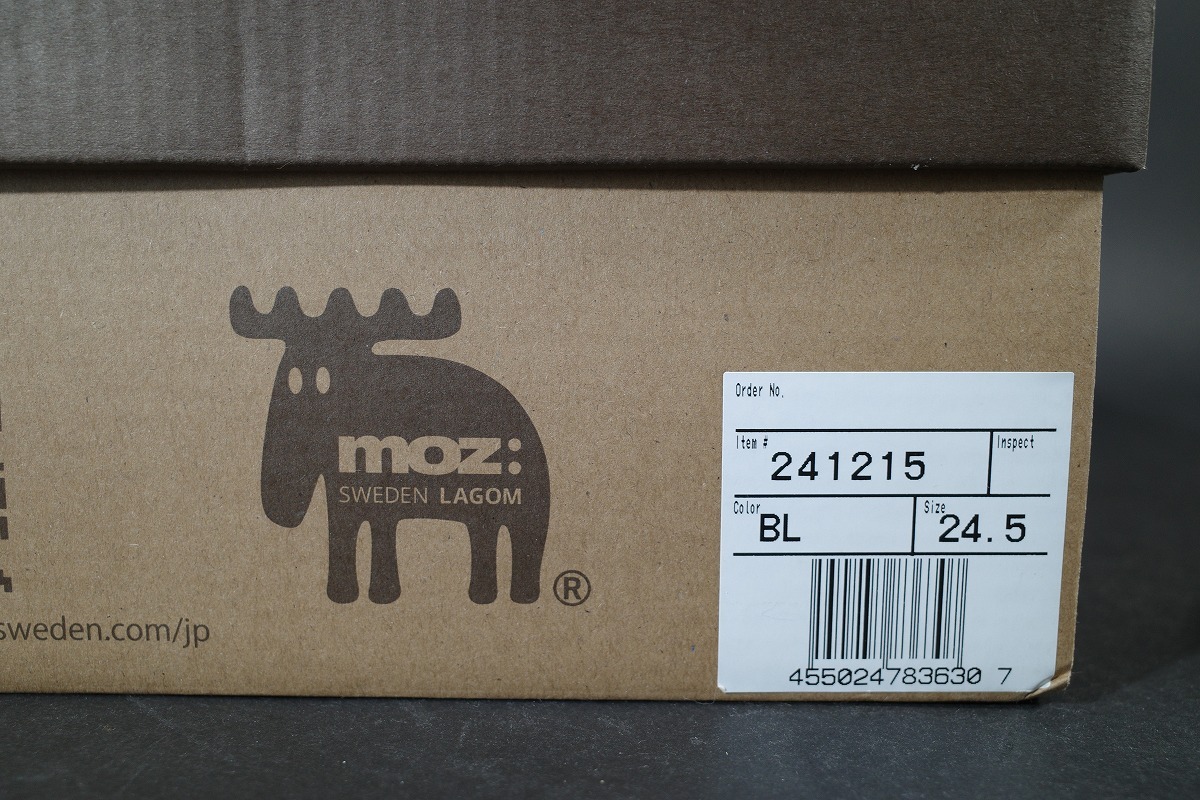 moz:
SWEDEN LAGOM
®
sweden.com/jp
Order No.
Item #
241215
Inspect
Color
BL
Size
24.5
455024783630 7